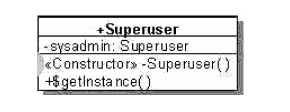 +Superuser
-sysadmin: Superuser
«Constructor» -Superuser()
+$getInstance()